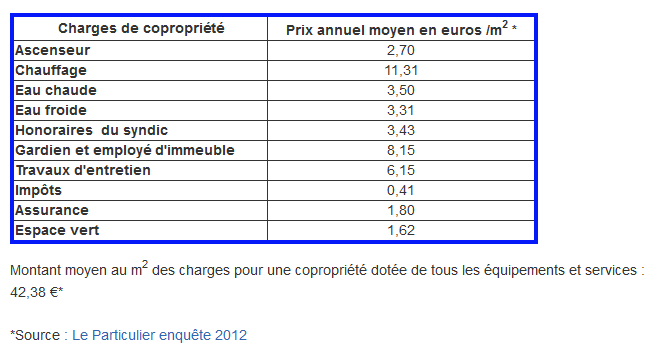 Charges de copropriété Prix annuel moyen en euros /m² *
Ascenseur 2,70
Chauffage 11,31
Eau chaude 3,50
Eau froide 3,31
Honoraires du syndic 3,43
Gardien et employé d'immeuble 8,15
Travaux d'entretien 6,15
Impôts 0,41
Assurance 1,80
Espace vert 1,62
Montant moyen au m² des charges pour une copropriété dotée de tous les équipements et services :
42,38 €*
*Source : Le Particulier enquête 2012